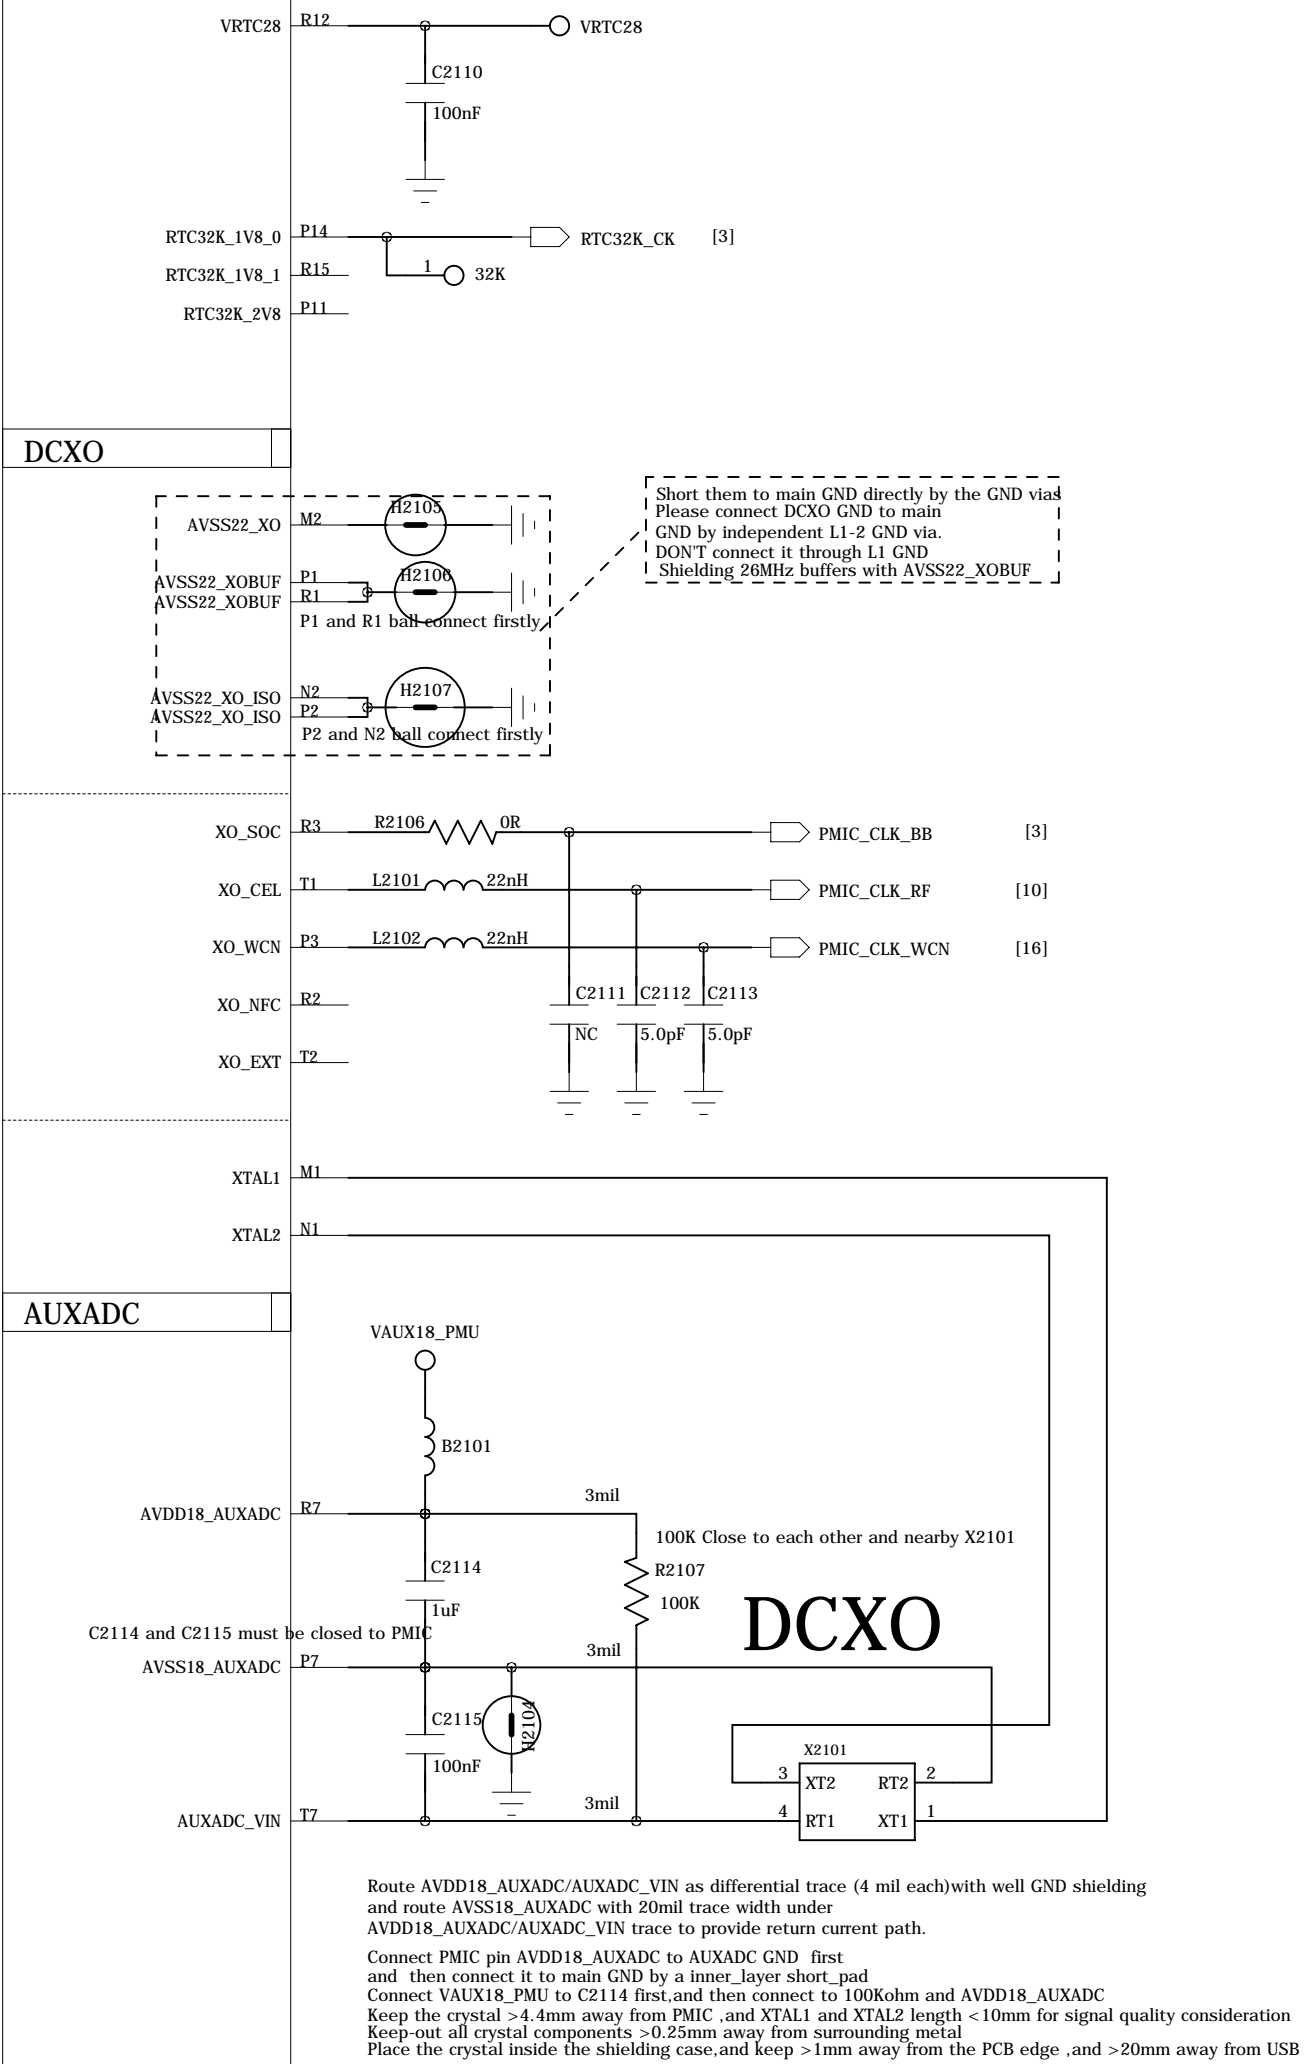 VRTC28 R12 VRTC28
C2110
100nF
RTC32K_1V8_0 P14 RTC32K_CK [3]
RTC32K_1V8_1 R15 1 32K
RTC32K_2V8 P11
DCXO
Short them to main GND directly by the GND vias
Please connect DCXO GND to main
GND by independent L1-2 GND via.
DON'T connect it through L1 GND
Shielding 26MHz buffers with AVSS22_XOBUF
AVSS22_XO M2 H2105
AVSS22_XOBUF P1 H2106
AVSS22_XOBUF R1
P1 and R1 ball connect firstly
AVSS22_XO_ISO N2 H2107
AVSS22_XO_ISO P2
P2 and N2 ball connect firstly
XO_SOC R3 R2106 0R PMIC_CLK_BB [3]
XO_CEL T1 L2101 22nH PMIC_CLK_RF [10]
XO_WCN P3 L2102 22nH PMIC_CLK_WCN [16]
XO_NFC R2 C2111 C2112 C2113
NC 5.0pF 5.0pF
XO_EXT T2
XTAL1 M1
XTAL2 N1
AUXADC
VAUX18_PMU
B2101
3mil
AVDD18_AUXADC R7
100K Close to each other and nearby X2101
C2114 R2107
1uF 100K
DCXO
C2114 and C2115 must be closed to PMIC
3mil
AVSS18_AUXADC P7
C2115 H2104
100nF
X2101
3 XT2 RT2 2
3mil
AUXADC_VIN T7 4 RT1 XT1 1
Route AVDD18_AUXADC/AUXADC_VIN as differential trace (4 mil each)with well GND shielding
and route AVSS18_AUXADC with 20mil trace width under
AVDD18_AUXADC/AUXADC_VIN trace to provide return current path.
Connect PMIC pin AVDD18_AUXADC to AUXADC GND first
and then connect it to main GND by a inner_layer short_pad
Connect VAUX18_PMU to C2114 first,and then connect to 100Kohm and AVDD18_AUXADC
Keep the crystal >4.4mm away from PMIC ,and XTAL1 and XTAL2 length <10mm for signal quality consideration
Keep-out all crystal components >0.25mm away from surrounding metal
Place the crystal inside the shielding case,and keep >1mm away from the PCB edge ,and >20mm away from USB